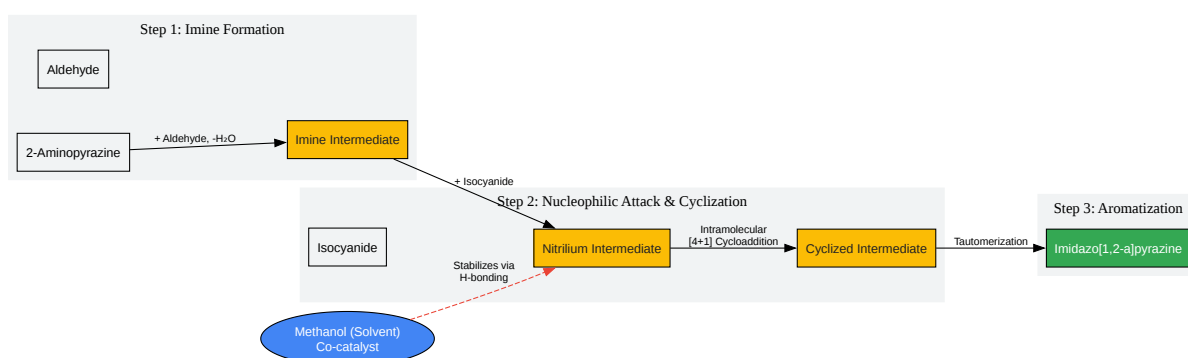 Step 1: Imine Formation
Aldehyde
2-Aminopyrazine
+ Aldehyde, -H₂O
Imine Intermediate
+ Isocyanide
Step 2: Nucleophilic Attack & Cyclization
Isocyanide
Nitrilium Intermediate
Intramolecular
[4+1] Cycloaddition
Cyclized Intermediate
Stabilizes via
H-bonding
Methanol (Solvent)
Co-catalyst
Tautomerization
Step 3: Aromatization
Imidazo[1,2-a]pyrazine